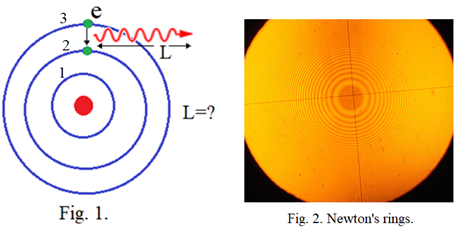 3
e
2
L
1
L=?
Fig. 1.
Fig. 2. Newton's rings.